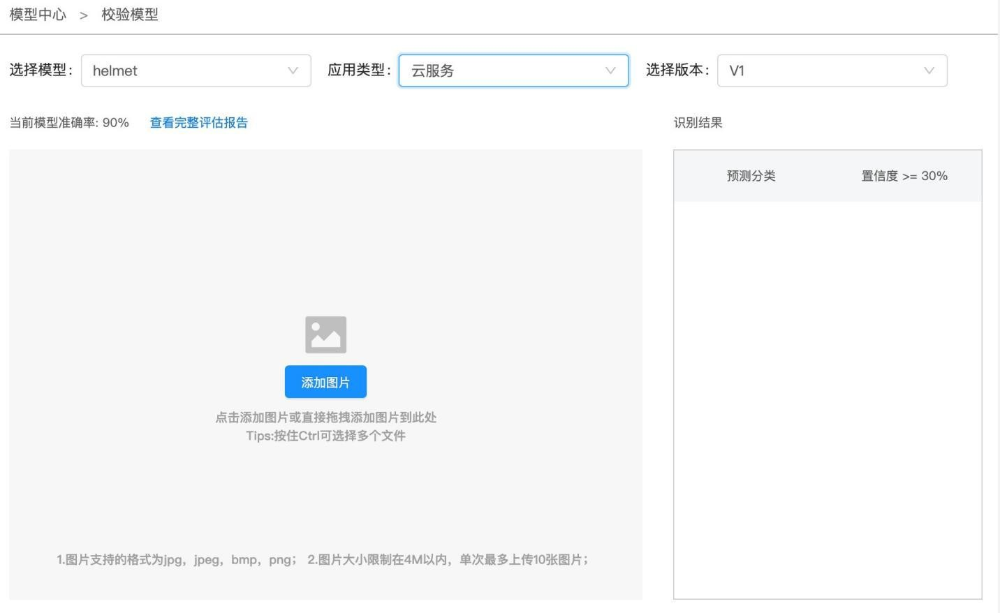 模型中心 > 校验模型
选择模型: helmet 应用类型: 云服务 选择版本: V1
当前模型准确率: 90% 查看完整评估报告 识别结果
预测分类 置信度 >= 30%
添加图片
点击添加图片或直接拖拽添加图片到此处
Tips:按住Ctrl可选择多个文件
1.图片支持的格式为jpg，jpeg，bmp，png； 2.图片大小限制在4M以内，单次最多上传10张图片；